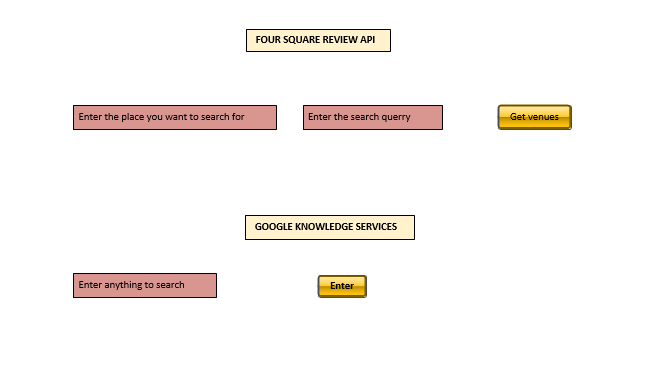 FOUR SQUARE REVIEW API
Enter the place you want to search for
Enter the search querry
Get venues
GOOGLE KNOWLEDGE SERVICES
Enter anything to search
Enter